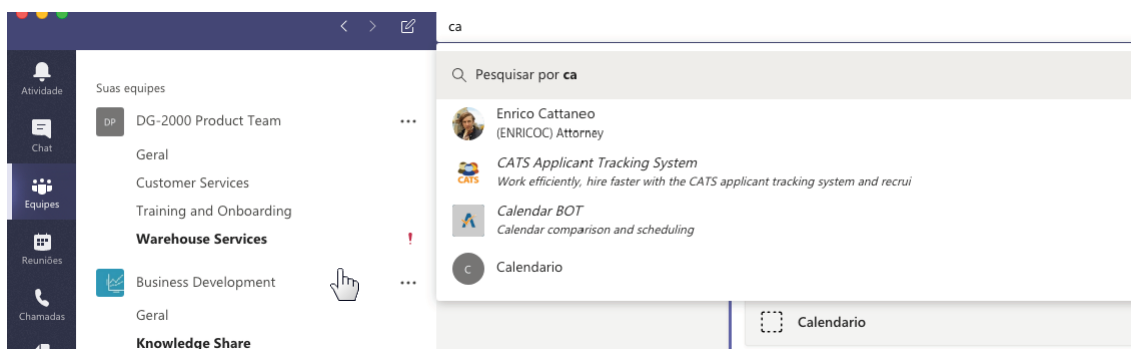 ca
Atividade
Chat
Equipes
Reuniões
Chamadas
Suas equipes
DP
DG-2000 Product Team
Geral
Customer Services
Training and Onboarding
Warehouse Services
Business Development
Geral
Knowledge Share
Pesquisar por ca
Enrico Cattaneo
(ENRICOC) Attorney
CATS
CATS Applicant Tracking System
Work efficiently, hire faster with the CATS applicant tracking system and recrui
Calendar BOT
Calendar comparison and scheduling
C
Calendario
Calendario